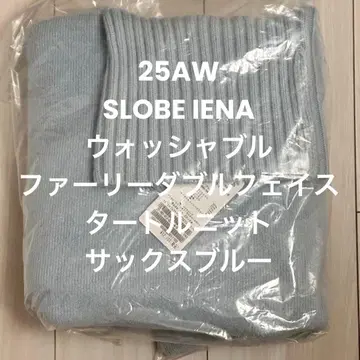 25AW
SLOBE IENA
ウォッシャブル
ファーリーダブルフェイス
タートルニット
サックスブルー